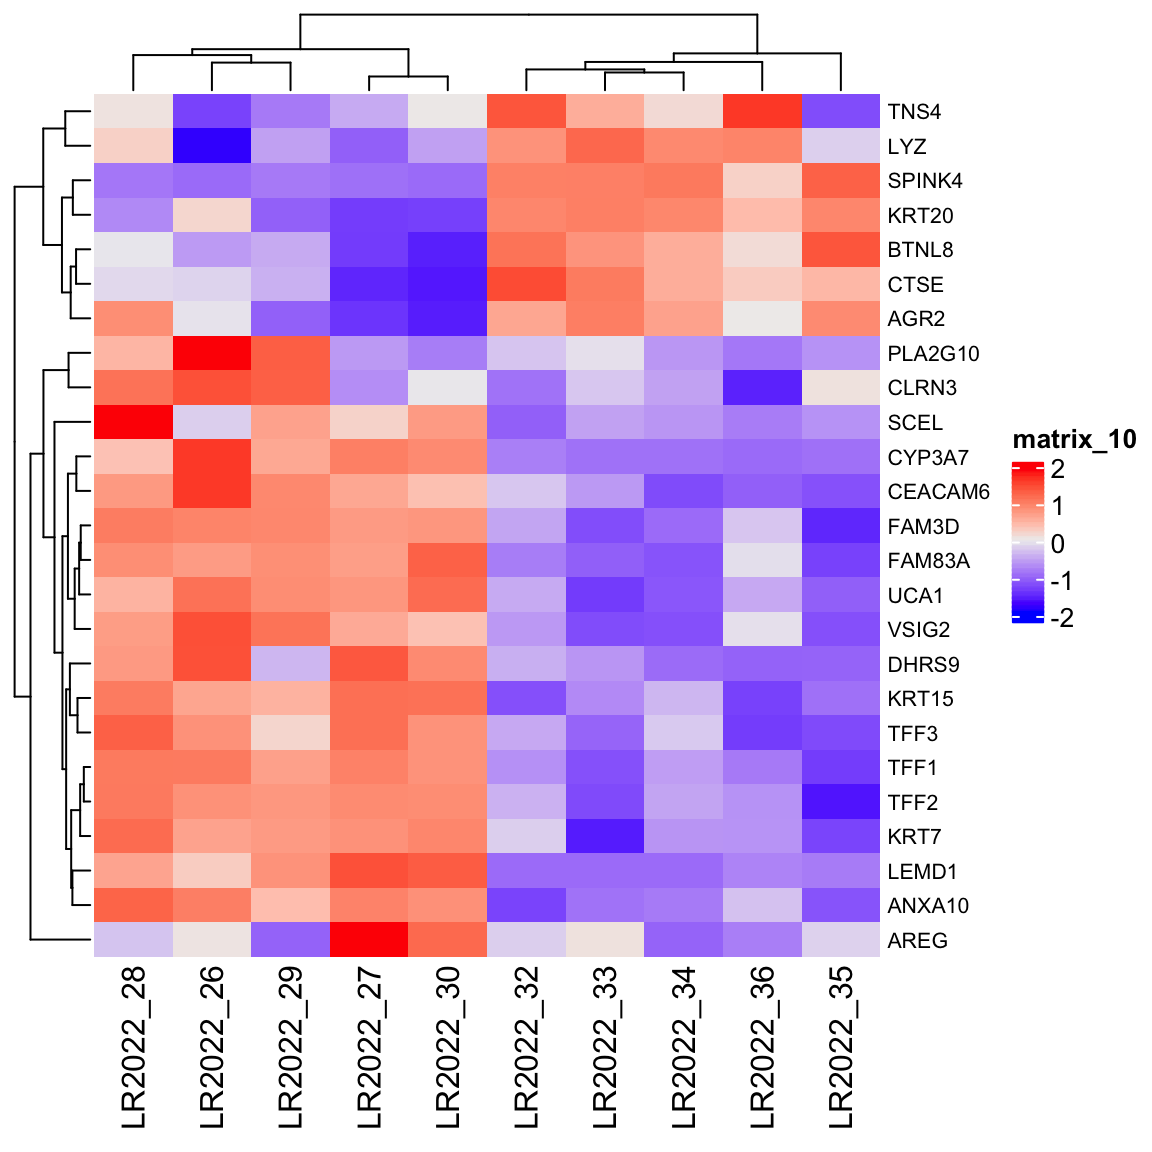 TNS4
LYZ
SPINK4
KRT20
BTNL8
CTSE
AGR2
PLA2G10
CLRN3
SCEL
CYP3A7
CEACAM6
FAM3D
FAM83A
UCA1
VSIG2
DHRS9
KRT15
TFF3
TFF1
TFF2
KRT7
LEMD1
ANXA10
AREG
matrix_10
2
1
0
-1
-2
LR2022_28
LR2022_26
LR2022_29
LR2022_27
LR2022_30
LR2022_32
LR2022_33
LR2022_34
LR2022_36
LR2022_35